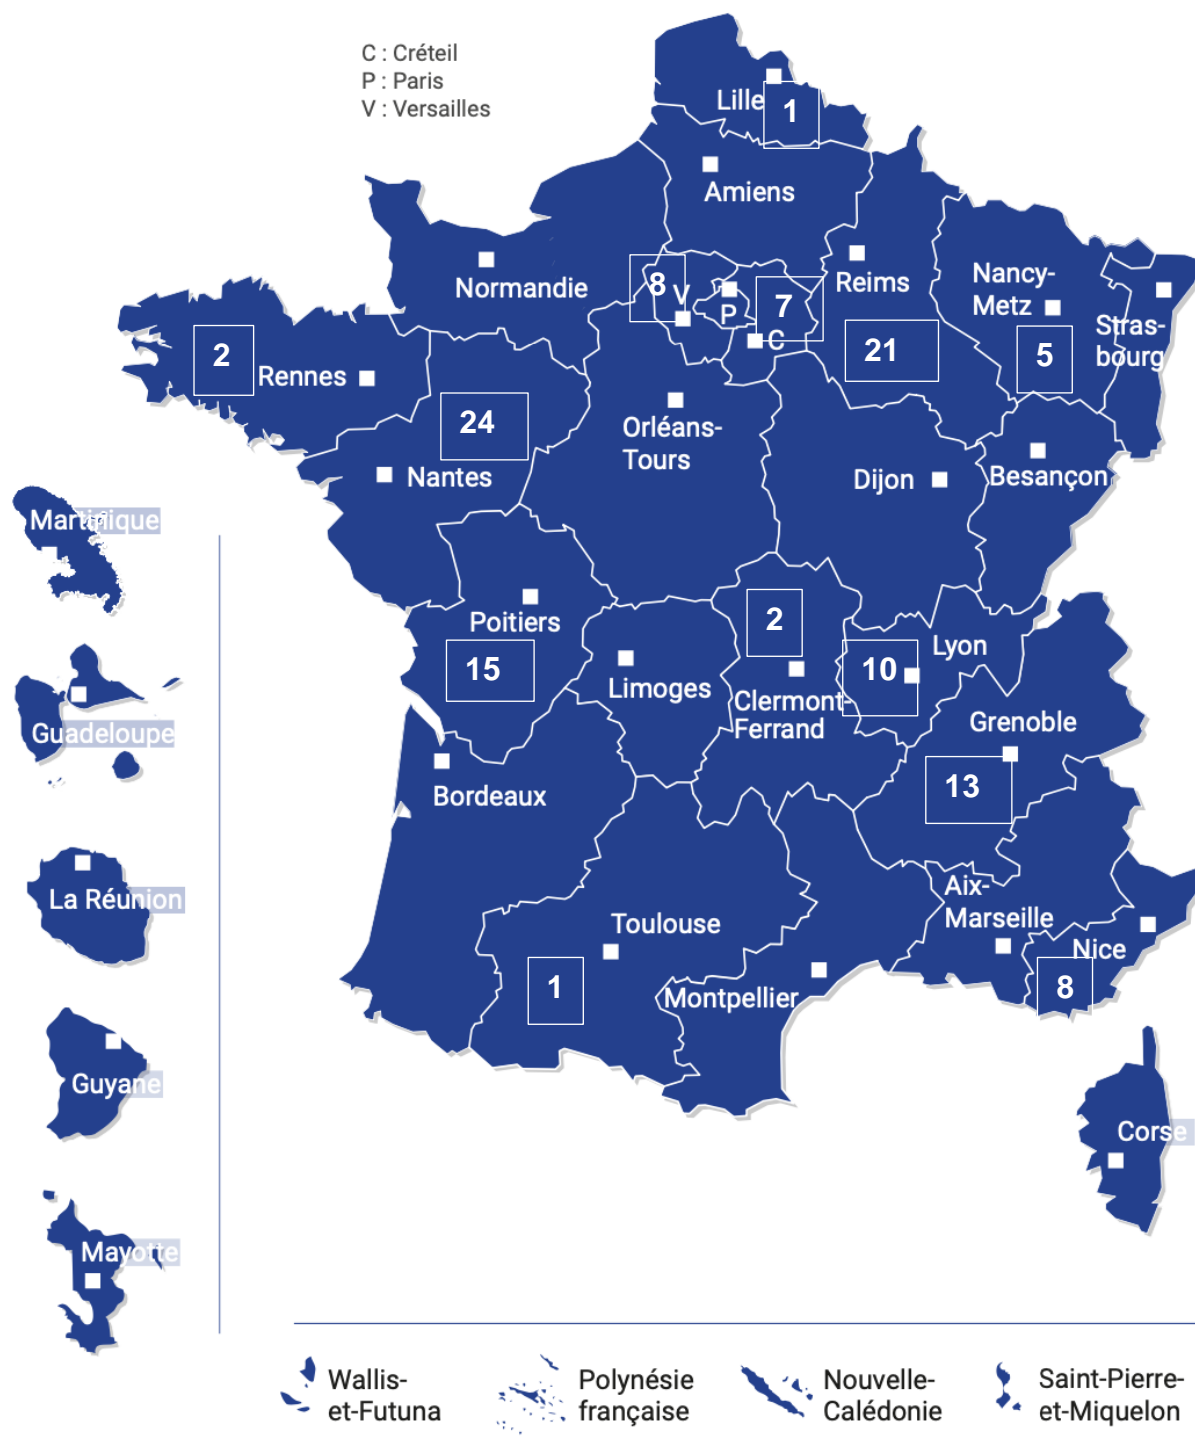 C : Créteil
P : Paris
V : Versailles
Lille
1
Amiens
Normandie
8
V
P
7
C
Reims
21
Nancy-
Metz
5
Stras-
bourg
2
Rennes
24
Nantes
Orléans-
Tours
Dijon
Besançon
Martinique
Poitiers
15
Limoges
2
Clermont-
Ferrand
10
Lyon
Grenoble
13
Guadeloupe
Bordeaux
La Réunion
Toulouse
1
Montpellier
Aix-
Marseille
Nice
8
Guyane
Corse
Mayotte
Wallis-
et-Futuna
Polynésie
française
Nouvelle-
Calédonie
Saint-Pierre-
et-Miquelon